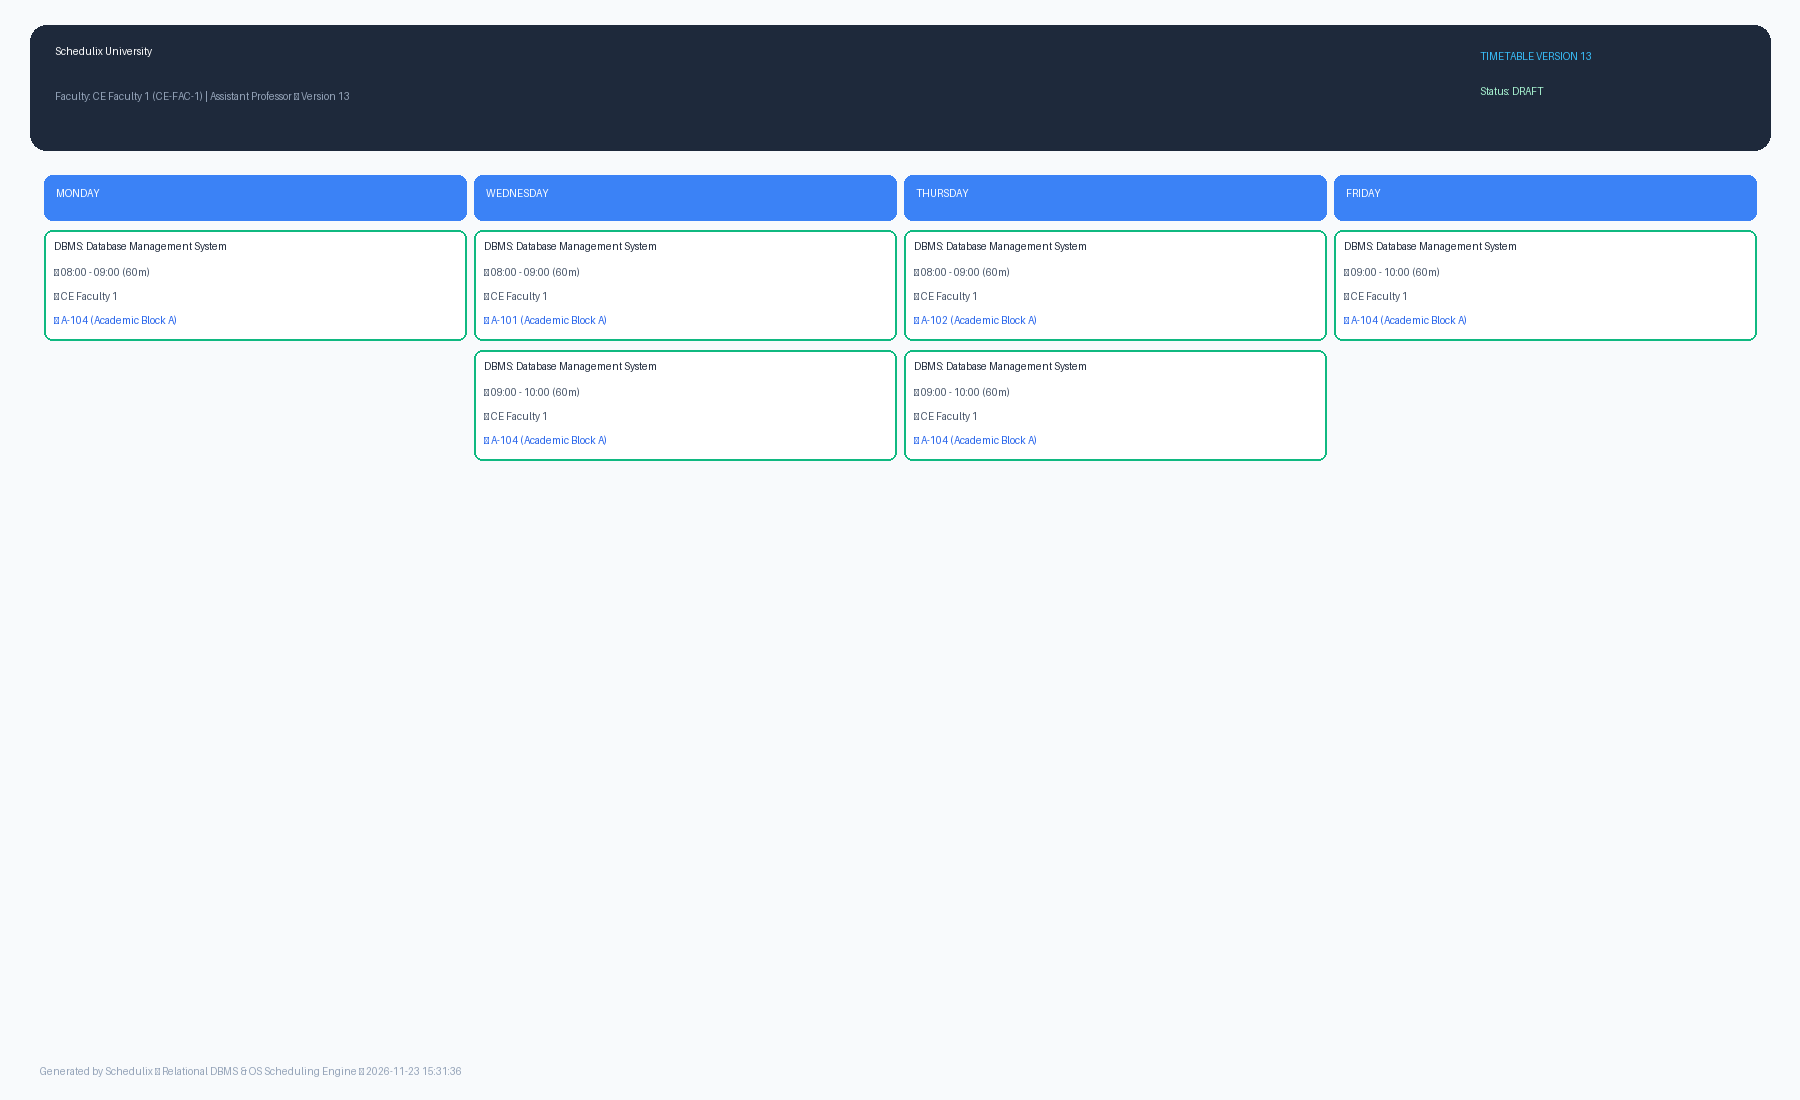 Schedulix University
Faculty: CE Faculty 1 (CE-FAC-1) | Assistant Professor Version 13
TIMETABLE VERSION 13
Status: DRAFT
MONDAY
DBMS: Database Management System
08:00 - 09:00 (60m)
CE Faculty 1
A-104 (Academic Block A)
WEDNESDAY
DBMS: Database Management System
08:00 - 09:00 (60m)
CE Faculty 1
A-101 (Academic Block A)
DBMS: Database Management System
09:00 - 10:00 (60m)
CE Faculty 1
A-104 (Academic Block A)
THURSDAY
DBMS: Database Management System
08:00 - 09:00 (60m)
CE Faculty 1
A-102 (Academic Block A)
DBMS: Database Management System
09:00 - 10:00 (60m)
CE Faculty 1
A-104 (Academic Block A)
FRIDAY
DBMS: Database Management System
09:00 - 10:00 (60m)
CE Faculty 1
A-104 (Academic Block A)
Generated by Schedulix Relational DBMS & OS Scheduling Engine 2026-11-23 15:31:36